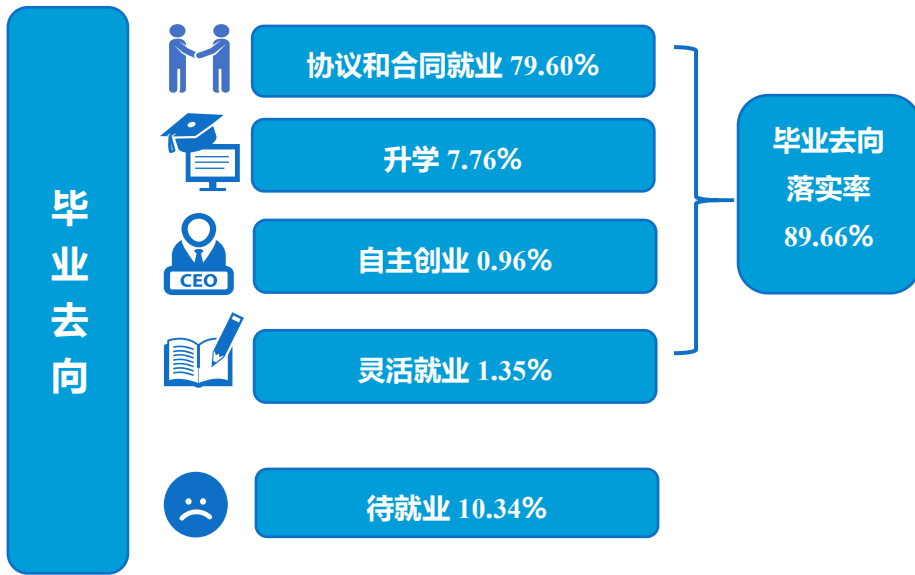 毕业去向
协议和合同就业 79.60%
升学 7.76%
CEO
自主创业 0.96%
灵活就业 1.35%
待就业 10.34%
毕业去向
落实率
89.66%